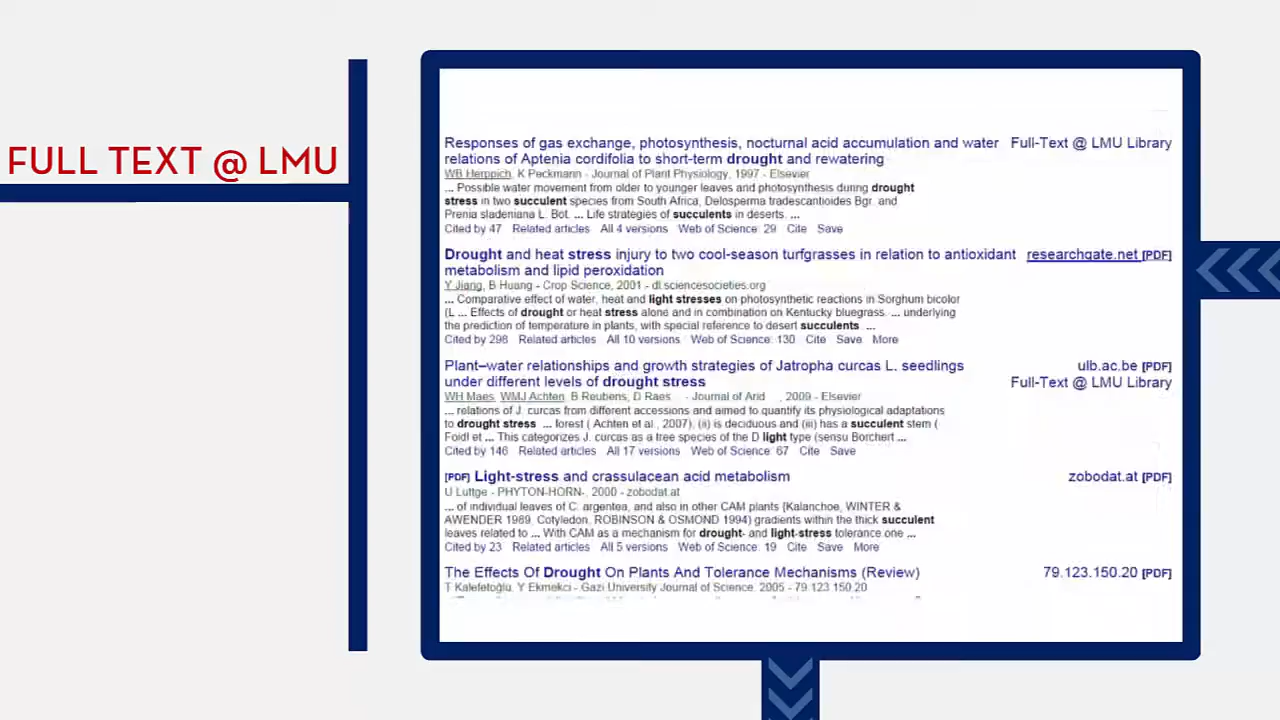 FULL TEXT @ LMU
Responses of gas exchange, photosynthesis, nocturnal acid accumulation and water Full-Text @ LMU Library
relations of Aptenia cordifolia to short-term drought and rewatering
WB Herppich, K Peckmann - Journal of Plant Physiology, 1997 - Elsevier
... Possible water movement from older to younger leaves and photosynthesis during drought
stress in two succulent species from South Africa, Delosperma tradescantioides Bgr. and
Prenia sladeniana L. Bot. ... Life strategies of succulents in deserts. ...
Cited by 47 Related articles All 4 versions Web of Science: 29 Cite Save
Drought and heat stress injury to two cool-season turfgrasses in relation to antioxidant researchgate.net [PDF]
metabolism and lipid peroxidation
Y Jiang, B Huang - Crop Science, 2001 - dl.sciencesocieties.org
... Comparative effect of water, heat and light stresses on photosynthetic reactions in Sorghum bicolor
(L ... Effects of drought or heat stress alone and in combination on Kentucky bluegrass. ... underlying
the prediction of temperature in plants, with special reference to desert succulents ...
Cited by 298 Related articles All 10 versions Web of Science: 130 Cite Save More
Plant–water relationships and growth strategies of Jatropha curcas L. seedlings ulb.ac.be [PDF]
under different levels of drought stress Full-Text @ LMU Library
WH Maes, WMJ Achten, B Reubens, D Raes - Journal of Arid , 2009 - Elsevier
... relations of J. curcas from different accessions and aimed to quantify its physiological adaptations
to drought stress ... forest ( Achten et al., 2007), (ii) is deciduous and (iii) has a succulent stem (
Foidl et ... This categorizes J. curcas as a tree species of the D light type (sensu Borchert ...
Cited by 146 Related articles All 17 versions Web of Science: 67 Cite Save
[PDF] Light-stress and crassulacean acid metabolism zobodat.at [PDF]
U Luttge - PHYTON-HORN-, 2000 - zobodat.at
... of individual leaves of C. argentea, and also in other CAM plants {Kalanchoe, WINTER &
AWENDER 1989, Cotyledon, ROBINSON & OSMOND 1994) gradients within the thick succulent
leaves related to ... With CAM as a mechanism for drought- and light-stress tolerance one ...
Cited by 23 Related articles All 5 versions Web of Science: 19 Cite Save More
The Effects Of Drought On Plants And Tolerance Mechanisms (Review) 79.123.150.20 [PDF]
T Kalefetoğlu, Y Ekmekci - Gazi University Journal of Science, 2005 - 79.123.150.20